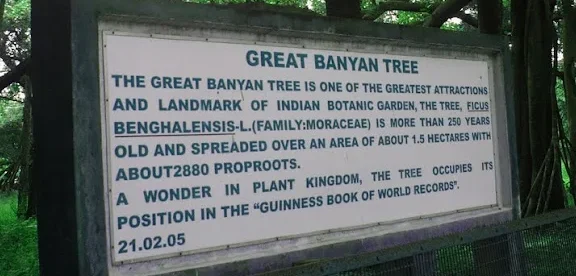 GREAT BANYAN TREE
THE GREAT BANYAN TREE IS ONE OF THE GREATEST ATTRACTIONS
AND LANDMARK OF INDIAN BOTANIC GARDEN, THE TREE, FICUS
BENGHALENSIS-L.(FAMILY:MORACEAE) IS MORE THAN 250 YEARS
OLD AND SPREADED OVER AN AREA OF ABOUT 1.5 HECTARES WITH
ABOUT2880 PROPROOTS.
A WONDER IN PLANT KINGDOM, THE TREE OCCUPIES ITS
POSITION IN THE “GUINNESS BOOK OF WORLD RECORDS”.
21.02.05